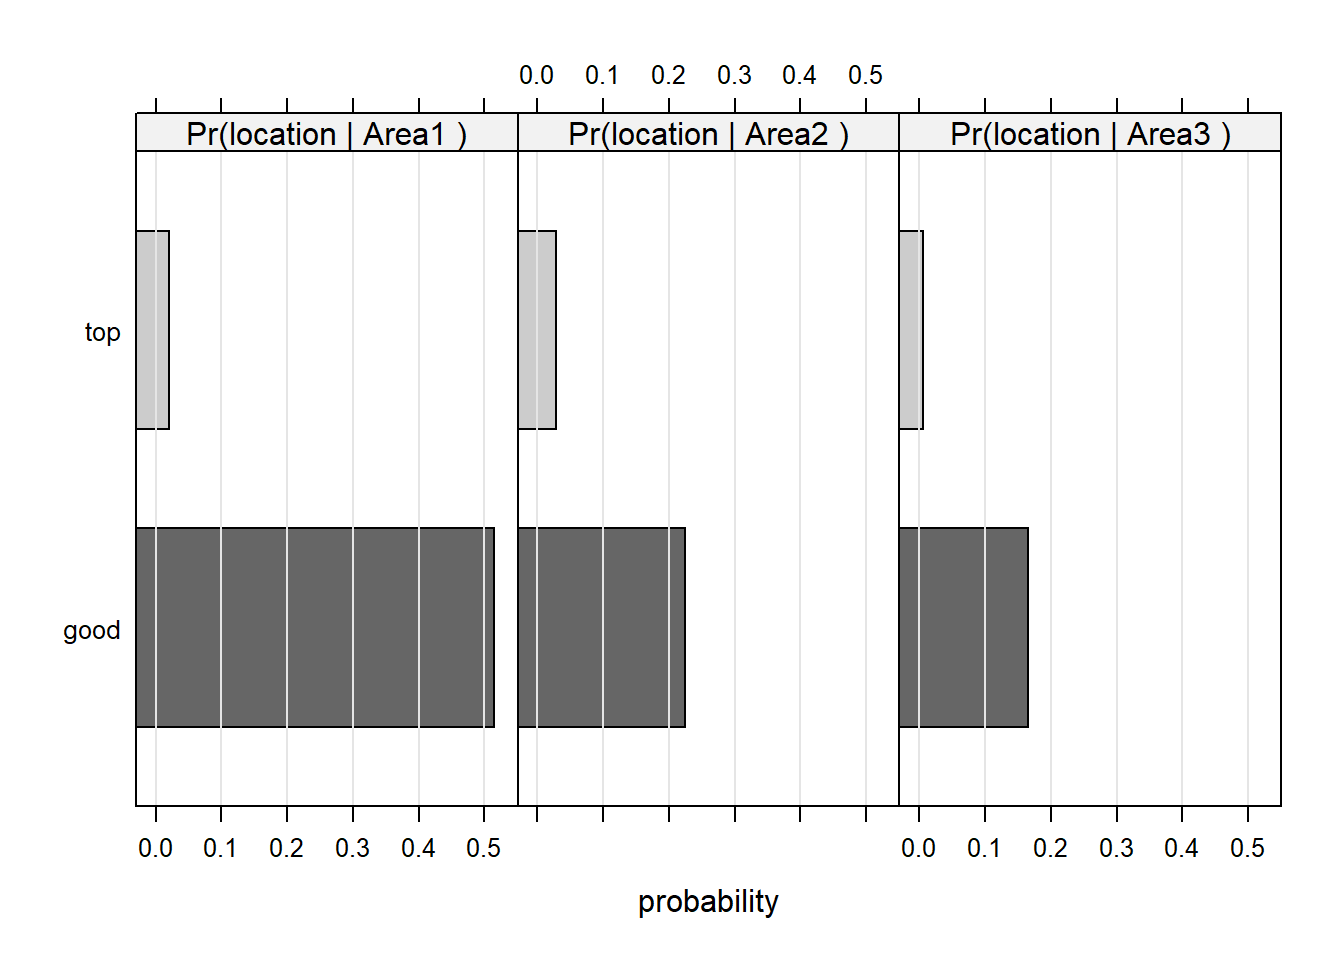 0.0 0.1 0.2 0.3 0.4 0.5
Pr(location | Area1 ) Pr(location | Area2 ) Pr(location | Area3 )
top
good
0.0 0.1 0.2 0.3 0.4 0.5 0.0 0.1 0.2 0.3 0.4 0.5
probability